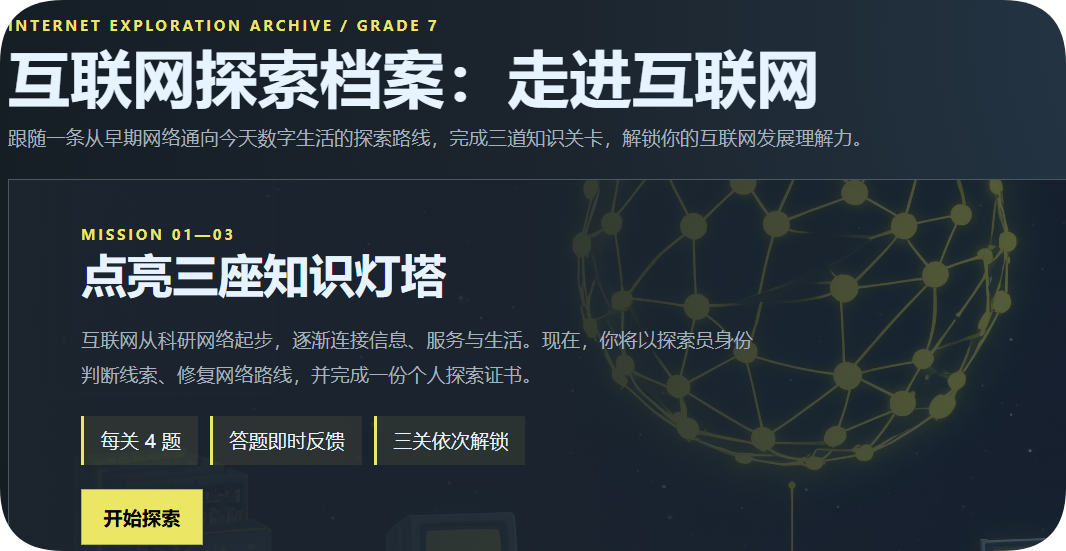 INTERNET EXPLORATION ARCHIVE / GRADE 7
互联网探索档案：走进互联网
跟随一条从早期网络通向今天数字生活的探索路线，完成三道知识关卡，解锁你的互联网发展理解力。
MISSION 01—03
点亮三座知识灯塔
互联网从科研网络起步，逐渐连接信息、服务与生活。现在，你将以探索员身份
判断线索、修复网络路线，并完成一份个人探索证书。
每关 4 题
答题即时反馈
三关依次解锁
开始探索